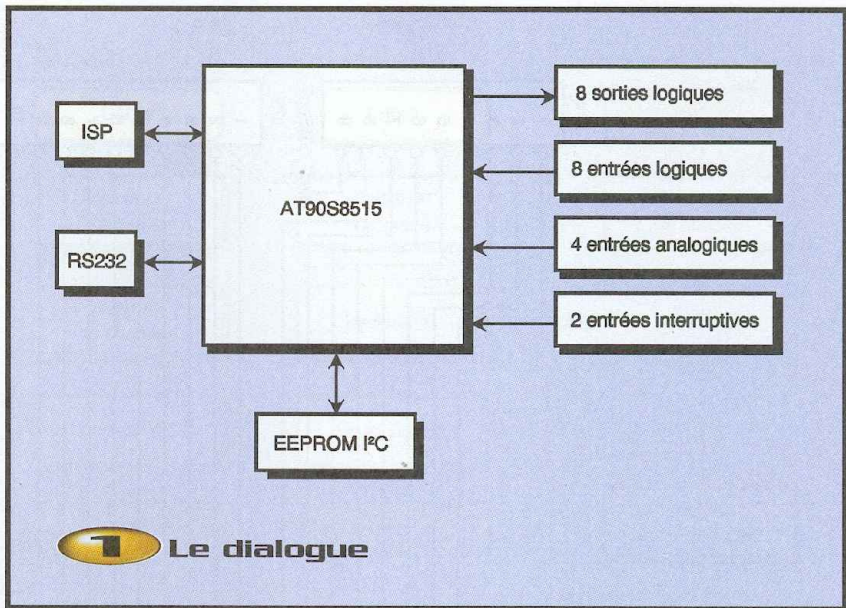 ISP
RS232
AT90S8515
8 sorties logiques
8 entrées logiques
4 entrées analogiques
2 entrées interruptives
EEPROM I²C
1 Le dialogue